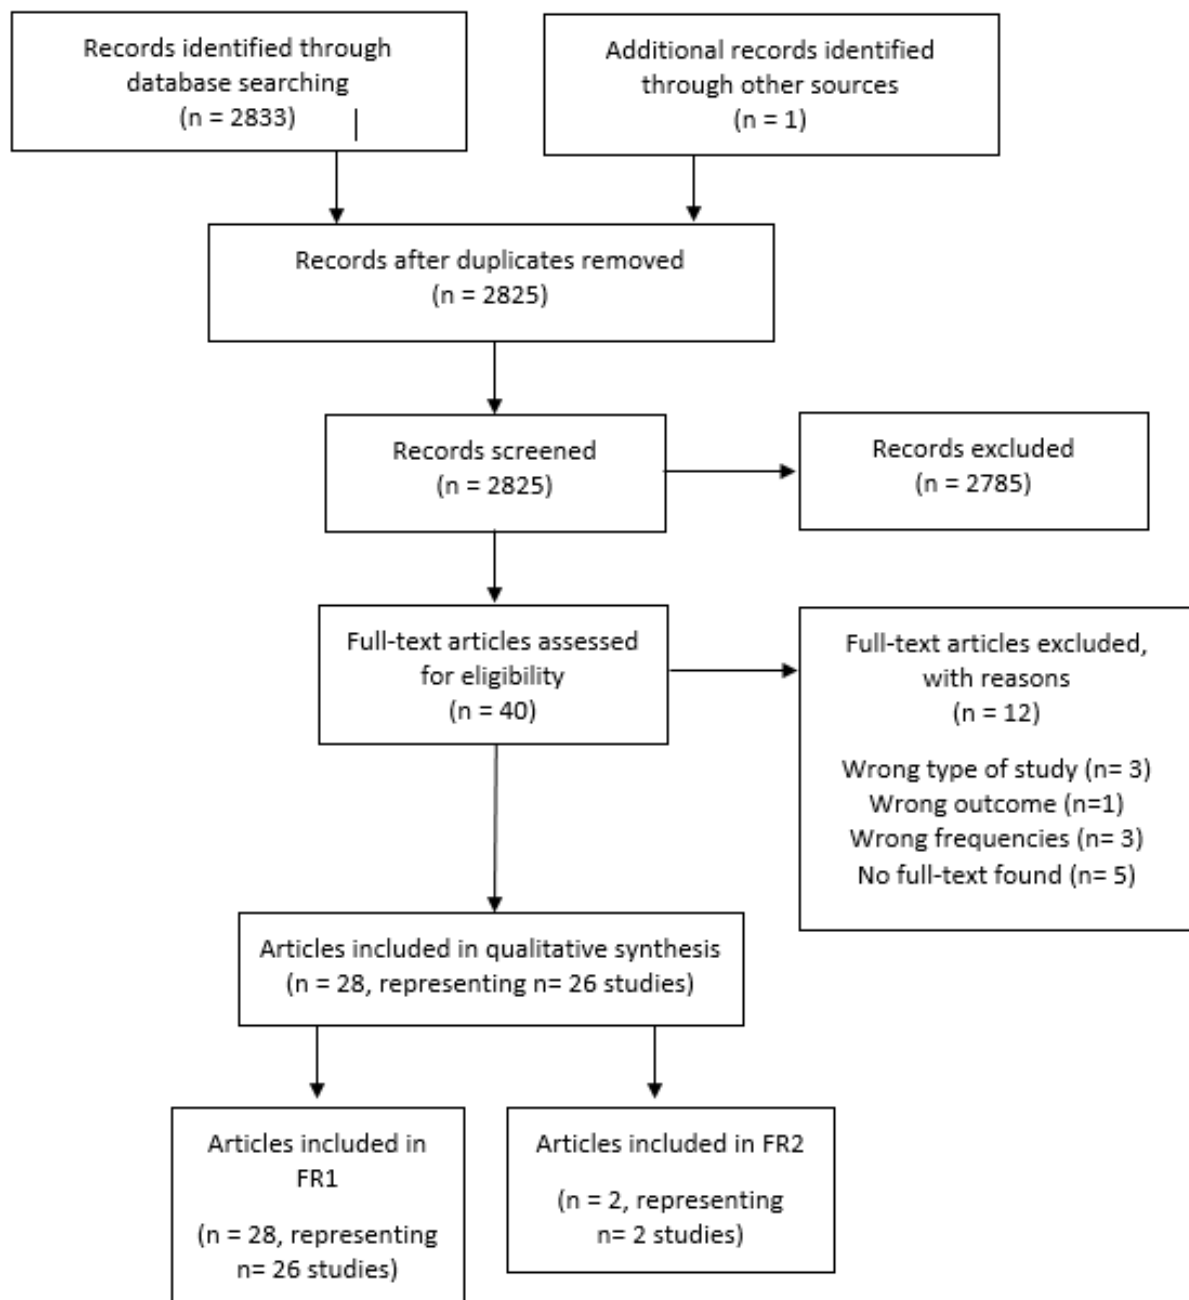 Records identified through
database searching
(n = 2833)
Additional records identified
through other sources
(n = 1)
Records after duplicates removed
(n = 2825)
Records screened
(n = 2825)
Records excluded
(n = 2785)
Full-text articles assessed
for eligibility
(n = 40)
Full-text articles excluded,
with reasons
(n = 12)
Wrong type of study (n= 3)
Wrong outcome (n=1)
Wrong frequencies (n= 3)
No full-text found (n= 5)
Articles included in qualitative synthesis
(n = 28, representing n= 26 studies)
Articles included in
FR1
(n = 28, representing
n= 26 studies)
Articles included in FR2
(n = 2, representing
n= 2 studies)